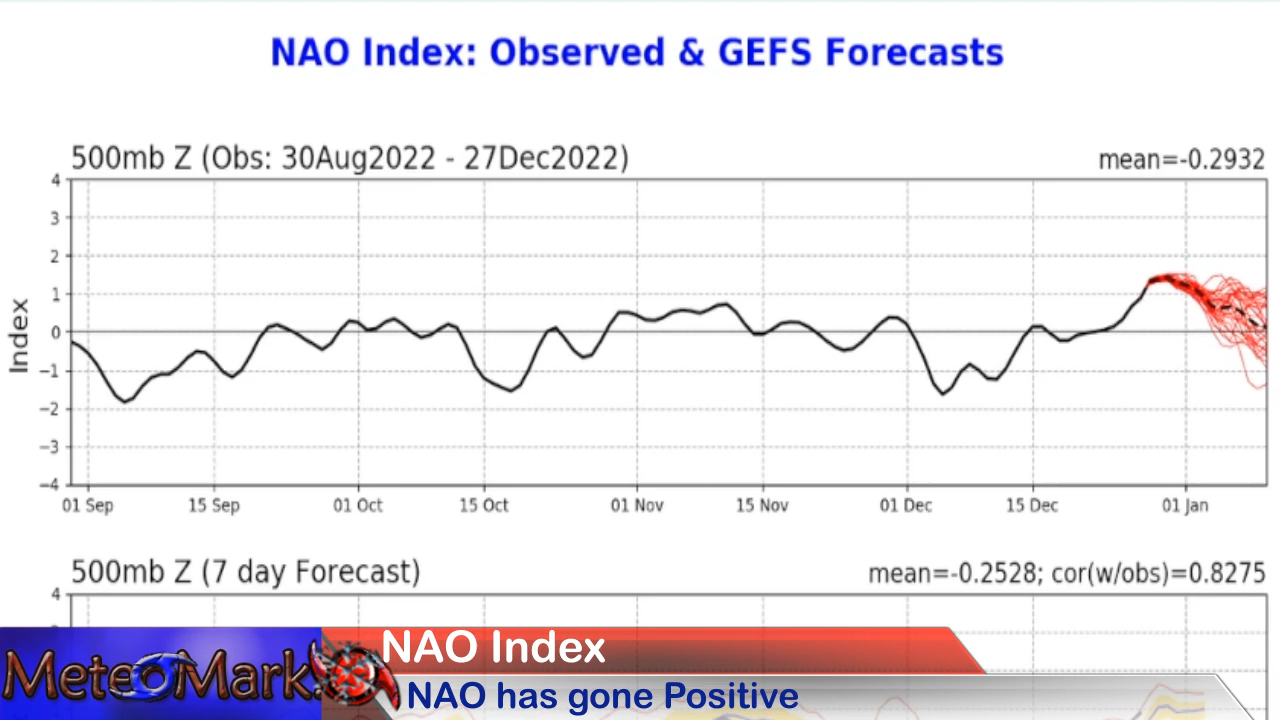 NAO Index: Observed & GEFS Forecasts
500mb Z (Obs: 30Aug2022 - 27Dec2022)
mean=-0.2932
4
3
2
1
0
−1
−2
−3
−4
Index
01 Sep
15 Sep
01 Oct
15 Oct
01 Nov
15 Nov
01 Dec
15 Dec
01 Jan
500mb Z (7 day Forecast)
mean=-0.2528; cor(w/obs)=0.8275
4
MeteoMark
NAO Index
NAO has gone Positive